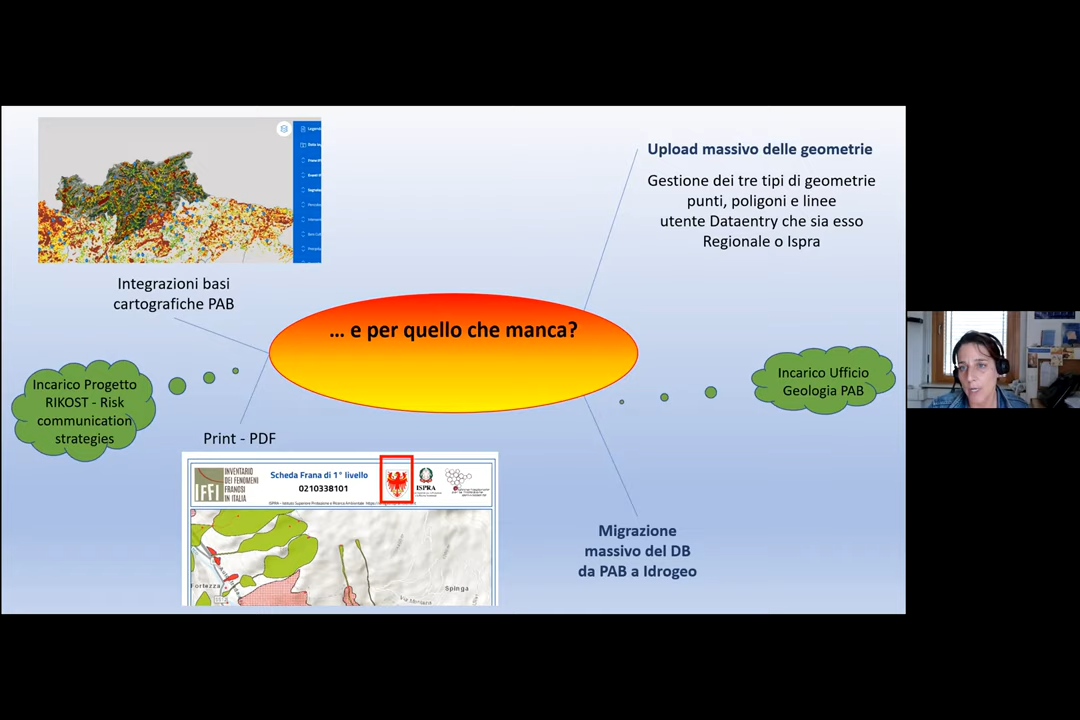 Integrazioni basi
cartografiche PAB
Upload massivo delle geometrie
Gestione dei tre tipi di geometrie
punti, poligoni e linee
utente Dataentry che sia esso
Regionale o Ispra
... e per quello che manca?
Incarico Progetto
RIKOST - Risk
communication
strategies
Incarico Ufficio
Geologia PAB
Print - PDF
IFFI
INVENTARIO
DEI FENOMENI
FRANOSI
IN ITALIA
Scheda Frana di 1° livello
0210338101
ISPRA
Fortezza
Spinga
Migrazione
massivo del DB
da PAB a Idrogeo